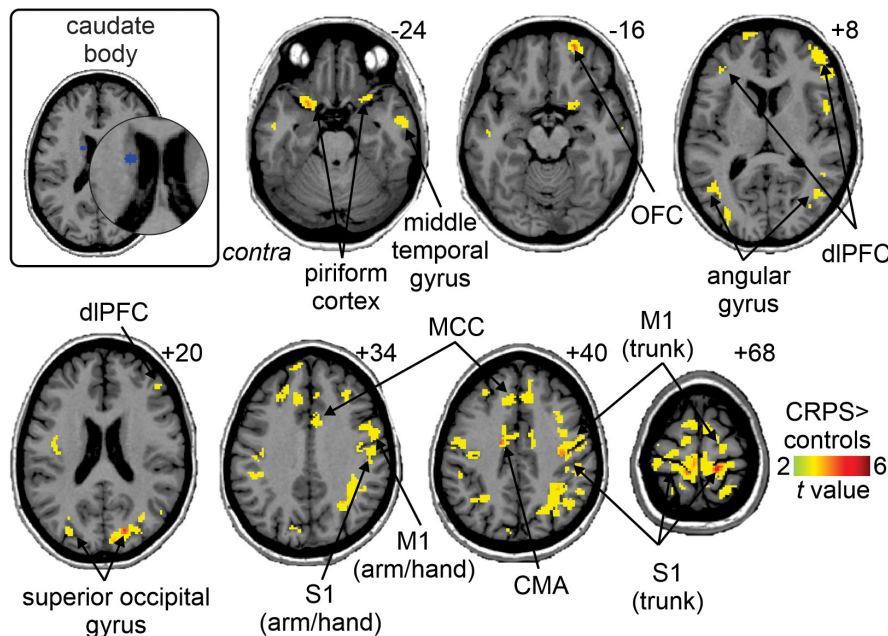 caudate
body
-24
-16
+8
contra
piriform
cortex
middle
temporal
gyrus
OFC
angular
gyrus
dlPFC
dlPFC
+20
superior occipital
gyrus
+34
MCC
S1
(arm/hand)
M1
(arm/hand)
+40
CMA
M1
(trunk)
+68
S1
(trunk)
CRPS>
controls
2 6
t value